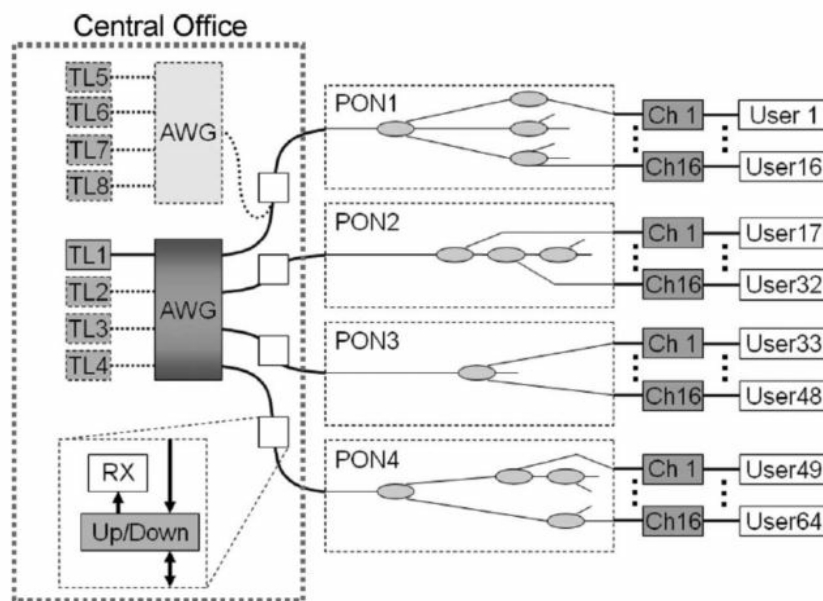 Central Office
TL5
TL6
TL7
TL8
AWG
TL1
TL2
TL3
TL4
AWG
RX
Up/Down
PON1
Ch 1
User 1
Ch16
User16
PON2
Ch 1
User17
Ch16
User32
PON3
Ch 1
User33
Ch16
User48
PON4
Ch 1
User49
Ch16
User64